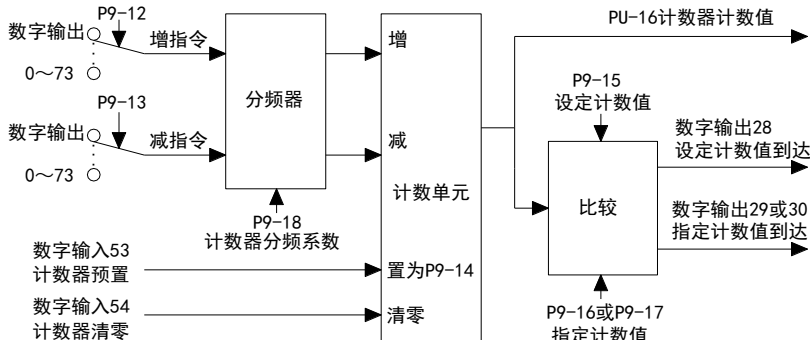 P9-12
数字输出
0～73
增指令
P9-13
数字输出
0～73
减指令
分频器
P9-18
计数器分频系数
数字输入53
计数器预置
数字输入54
计数器清零
增
减
计数单元
置为P9-14
清零
PU-16计数器计数值
P9-15
设定计数值
比较
数字输出28
设定计数值到达
数字输出29或30
指定计数值到达
P9-16或P9-17
指定计数值